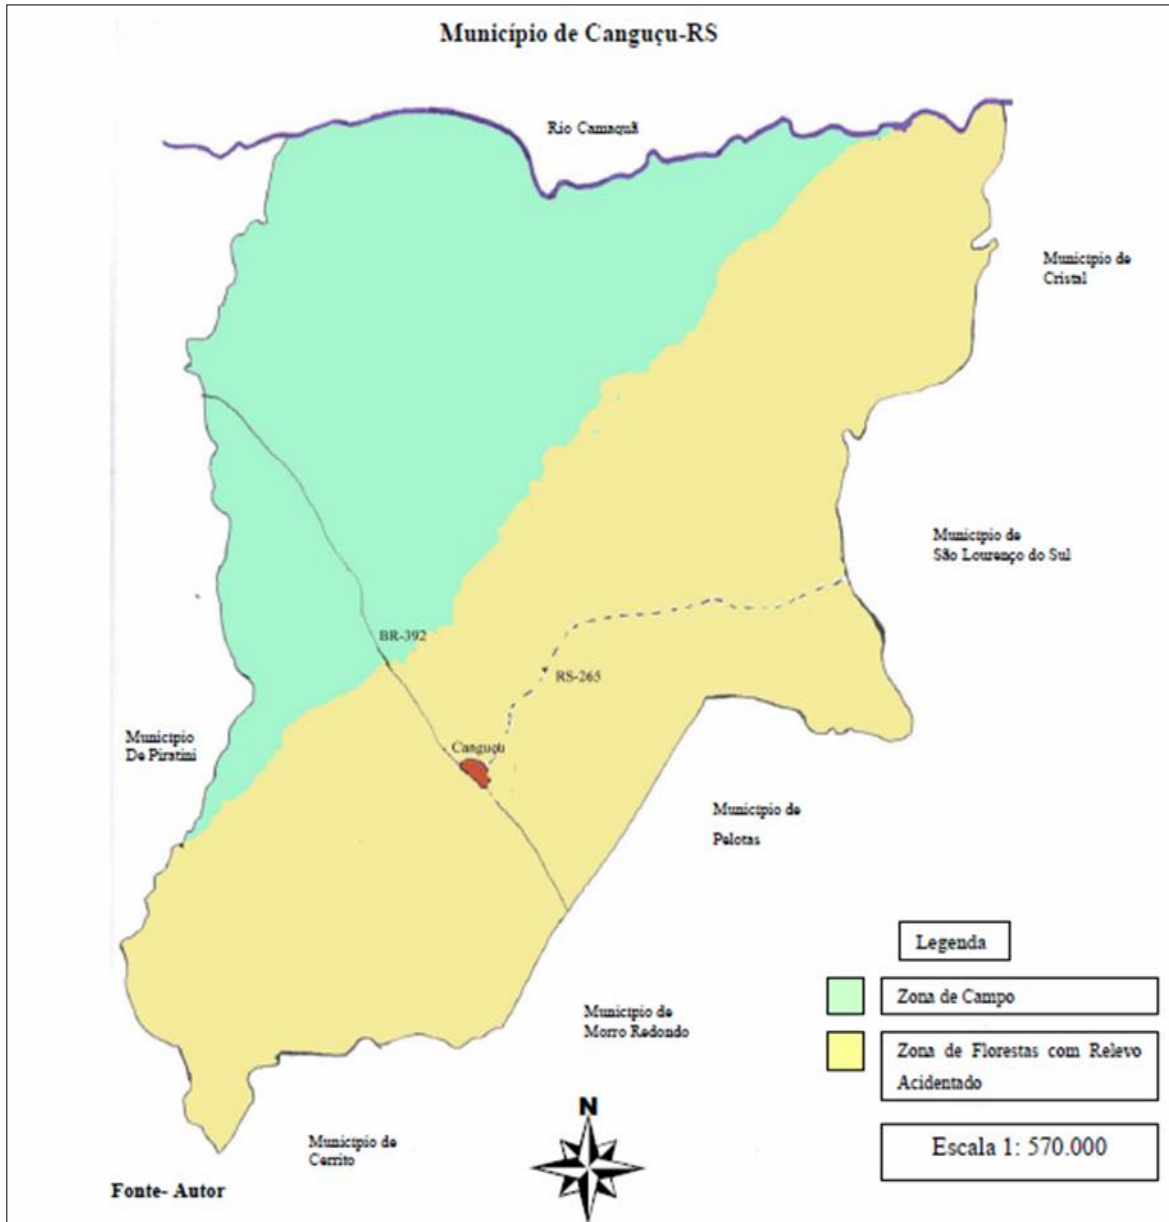 Município de Canguçu-RS
Rio Camaquã
Município de
Cristal
Município de
São Lourenço do Sul
BR-392
RS-265
Município
De Piratini
Canguçu
Município de
Pelotas
Legenda
Zona de Campo
Município de
Morro Redondo
Zona de Florestas com Relevo
Acidentado
N
Município de
Cerrito
Escala 1: 570.000
Fonte- Autor